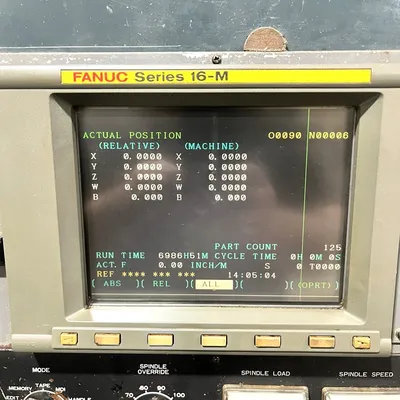 FANUC Series 16-M
ACTUAL POSITION O0090 N00006
(RELATIVE) (MACHINE)
X 0.0000 X 0.0000
Y 0.0000 Y 0.0000
Z 0.0000 Z 0.0000
W 0.0000 W 0.0000
B 0.000 B 0.000
PART COUNT 125
RUN TIME 6986H51M CYCLE TIME 0H 0M 0S
ACT.F 0.00 INCH/M S 0 T0000
REF **** *** *** 14:05:04
( ABS )( REL )( ALL )( )( (OPRT) )
MODE
SPINDLE OVERRIDE
SPINDLE LOAD
SPINDLE SPEED
MEMORY TAPE MDI HANDLE
70 80 90 100